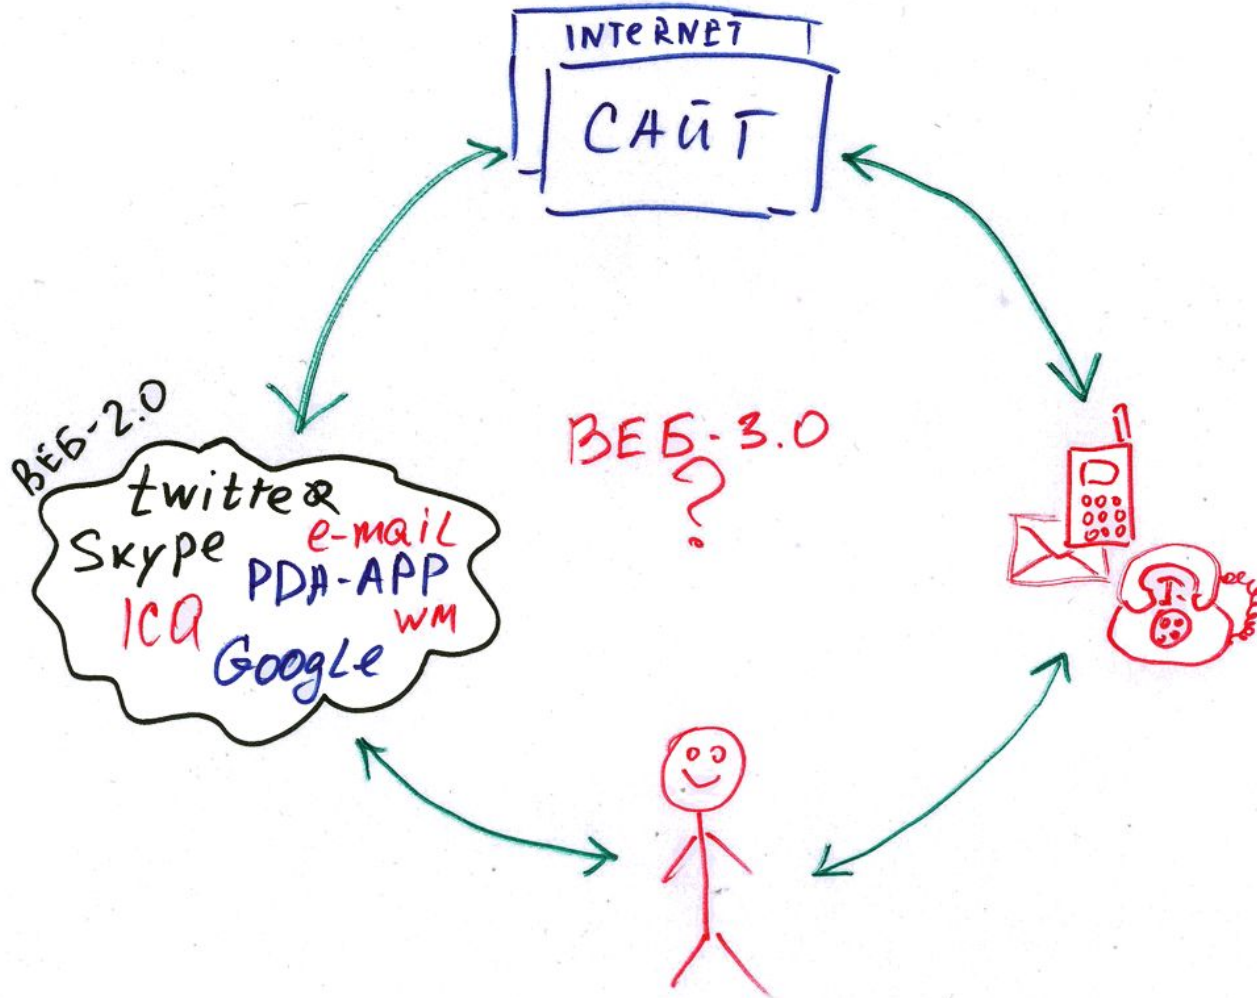 INTERNET
САЙТ
ВЕБ-2.0
ВЕБ-3.0
?
twitter
e-mail
Skype
PDA-APP
ICQ
WM
Google